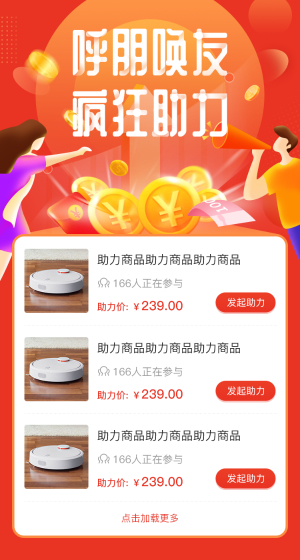 呼朋唤友
疯狂助力
¥
¥
¥
101
助力商品助力商品助力商品
166人正在参与
助力价: ¥239.00
发起助力
助力商品助力商品助力商品
166人正在参与
助力价: ¥239.00
发起助力
助力商品助力商品助力商品
166人正在参与
助力价: ¥239.00
发起助力
点击加载更多